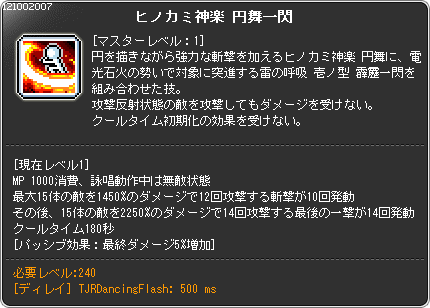 121002007
ヒノカミ神楽 円舞一閃
[マスターレベル：1]
円を描きながら強力な斬撃を加えるヒノカミ神楽 円舞に、電
光石火の勢いで対象に突進する雷の呼吸 壱ノ型 霹靂一閃を
組み合わせた技。
攻撃反射状態の敵を攻撃してもダメージを受けない。
クールタイム初期化の効果を受けない。
[現在レベル1]
MP 1000消費、詠唱動作中は無敵状態
最大15体の敵を1450%のダメージで12回攻撃する斬撃が10回発動
その後、15体の敵を2250%のダメージで14回攻撃する最後の一撃が14回発動
クールタイム180秒
[パッシブ効果：最終ダメージ5%増加]
必要レベル:240
[ディレイ] TJRDancingFlash: 500 ms